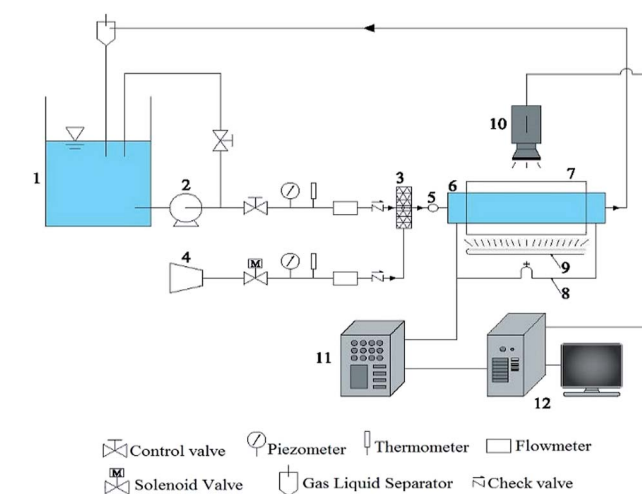 10
3
7
1
2
5
6
M
4
9
8
11
12
Control valve
Piezometer
Thermometer
Flowmeter
M
Solenoid Valve
Gas Liquid Separator
Check valve